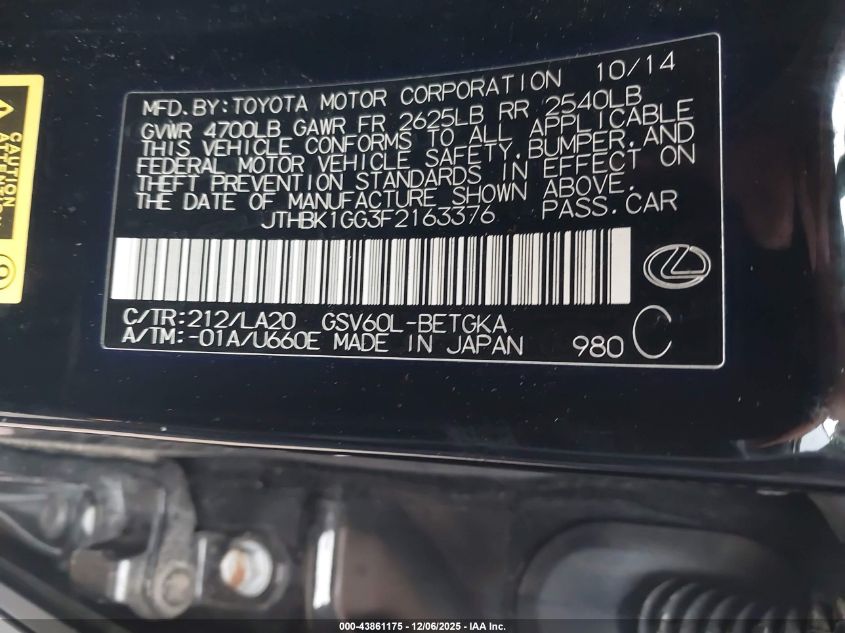 MFD.BY:TOYOTA MOTOR CORPORATION 10/14
GVWR 4700LB GAWR FR 2625LB RR 2540LB
THIS VEHICLE CONFORMS TO ALL APPLICABLE
FEDERAL MOTOR VEHICLE SAFETY,BUMPER,AND
THEFT PREVENTION STANDARDS IN EFFECT ON
THE DATE OF MANUFACTURE SHOWN ABOVE.
JTHBK1GG3F2163376 PASS.CAR
C/TR:212/LA20 GSV60L-BETGKA
A/TM:-01A/U660E MADE IN JAPAN 980 C
CAUTION
ATTENTION
000-43861175 - 12/06/2025 - IAA Inc.